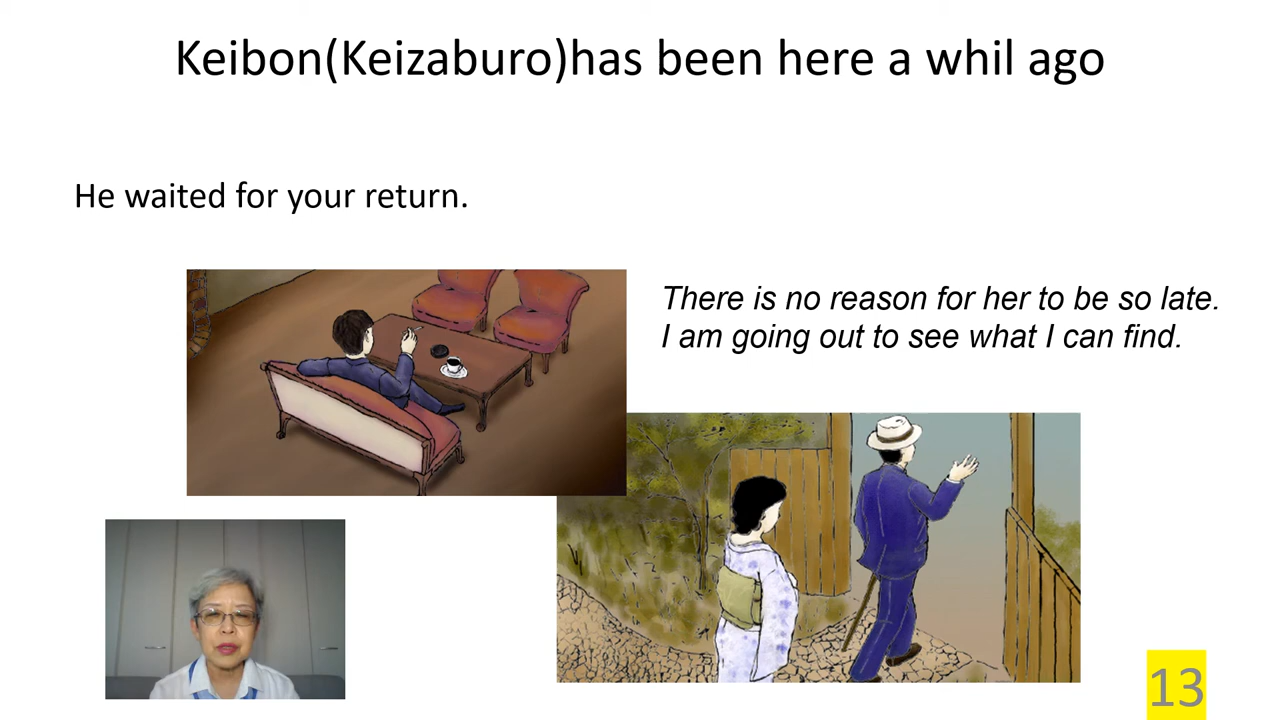 Keibon(Keizaburo)has been here a whil ago
He waited for your return.
There is no reason for her to be so late.
I am going out to see what I can find.
13